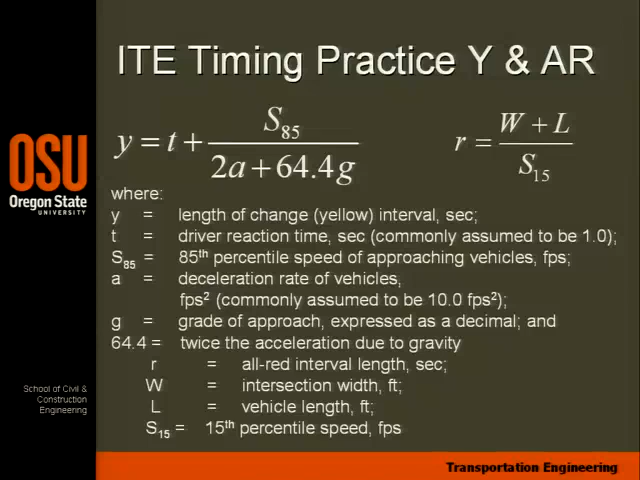 ITE Timing Practice Y & AR
y = t + S85 / (2a + 64.4g)
r = (W + L) / S15
OSU
Oregon State
UNIVERSITY
where:
y = length of change (yellow) interval, sec;
t = driver reaction time, sec (commonly assumed to be 1.0);
S85 = 85th percentile speed of approaching vehicles, fps;
a = deceleration rate of vehicles,
fps² (commonly assumed to be 10.0 fps²);
g = grade of approach, expressed as a decimal; and
64.4 = twice the acceleration due to gravity
r = all-red interval length, sec;
W = intersection width, ft;
L = vehicle length, ft;
S15 = 15th percentile speed, fps
School of Civil &
Construction
Engineering
Transportation Engineering